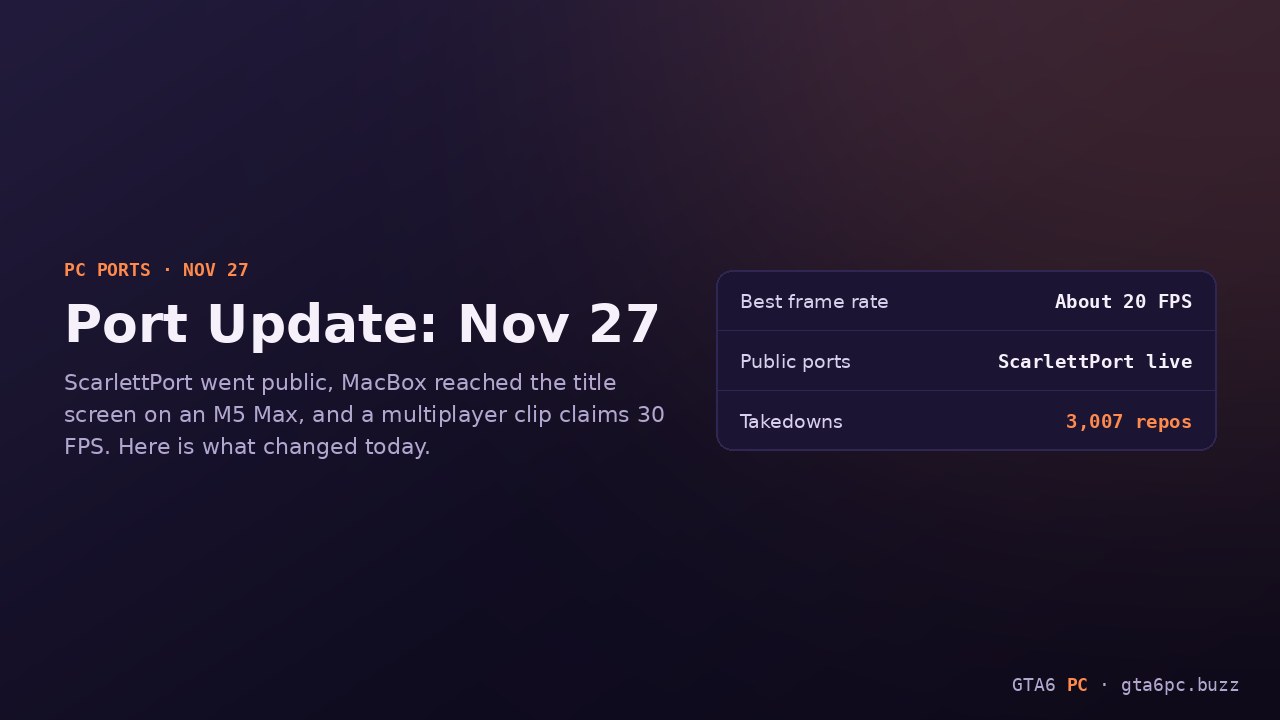 PC PORTS · NOV 27
Port Update: Nov 27
ScarlettPort went public, MacBox reached the title
screen on an M5 Max, and a multiplayer clip claims 30
FPS. Here is what changed today.
Best frame rate About 20 FPS
Public ports ScarlettPort live
Takedowns 3,007 repos
GTA6 PC · gta6pc.buzz